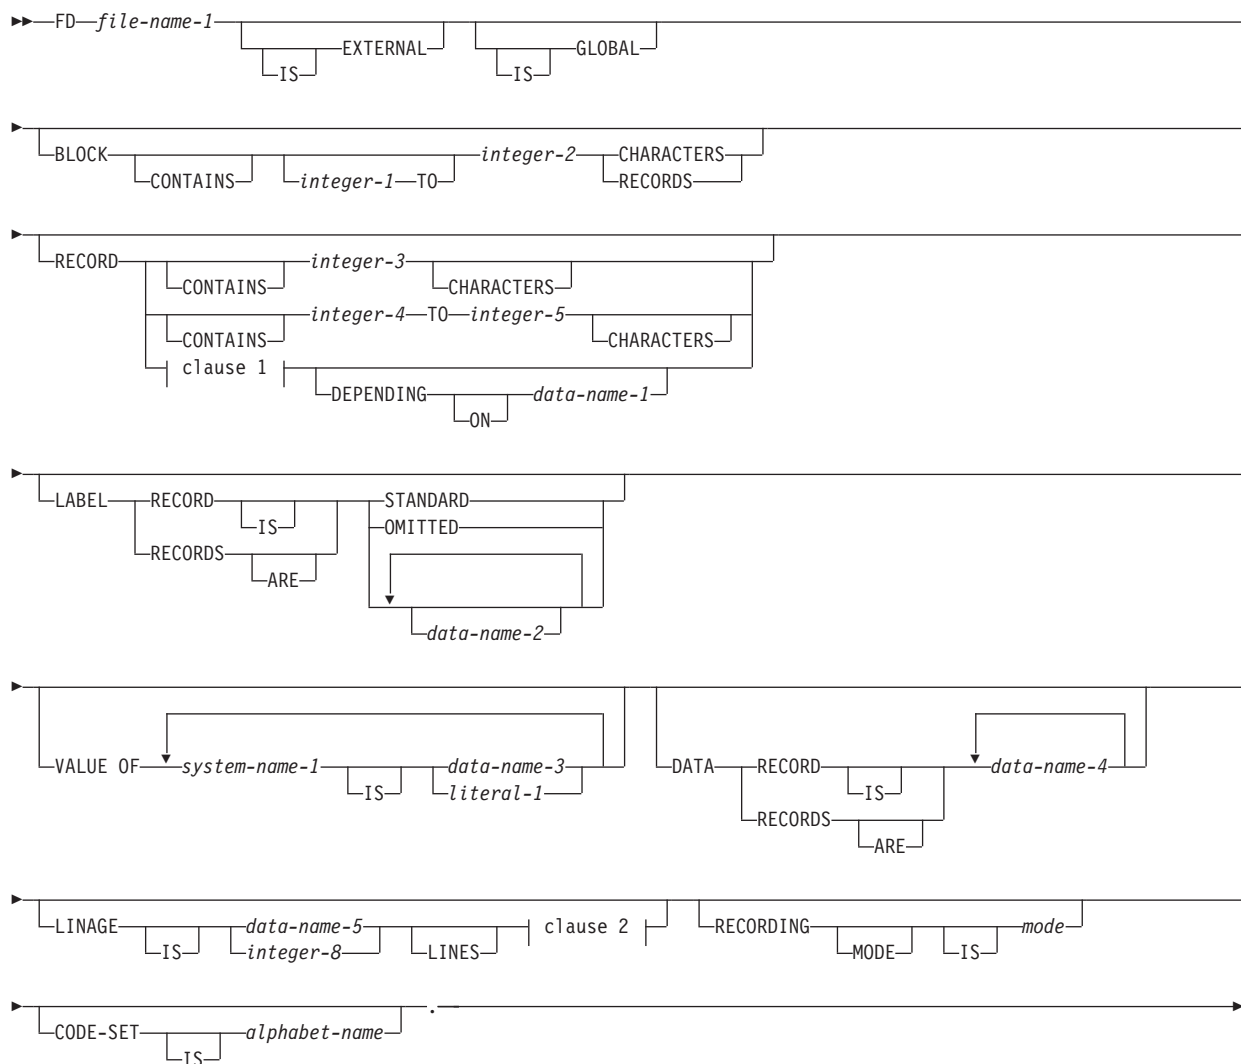 FD file-name-1 EXTERNAL GLOBAL
IS IS
BLOCK integer-2 CHARACTERS
CONTAINS integer-1 TO RECORDS
RECORD integer-3
CONTAINS CHARACTERS
integer-4 TO integer-5
CONTAINS CHARACTERS
clause 1
DEPENDING data-name-1
ON
LABEL RECORD STANDARD
IS OMITTED
RECORDS
ARE
data-name-2
VALUE OF system-name-1 data-name-3 DATA RECORD data-name-4
IS literal-1 IS
RECORDS
ARE
LINAGE data-name-5 clause 2 RECORDING mode
IS integer-8 LINES MODE IS
CODE-SET alphabet-name .
IS